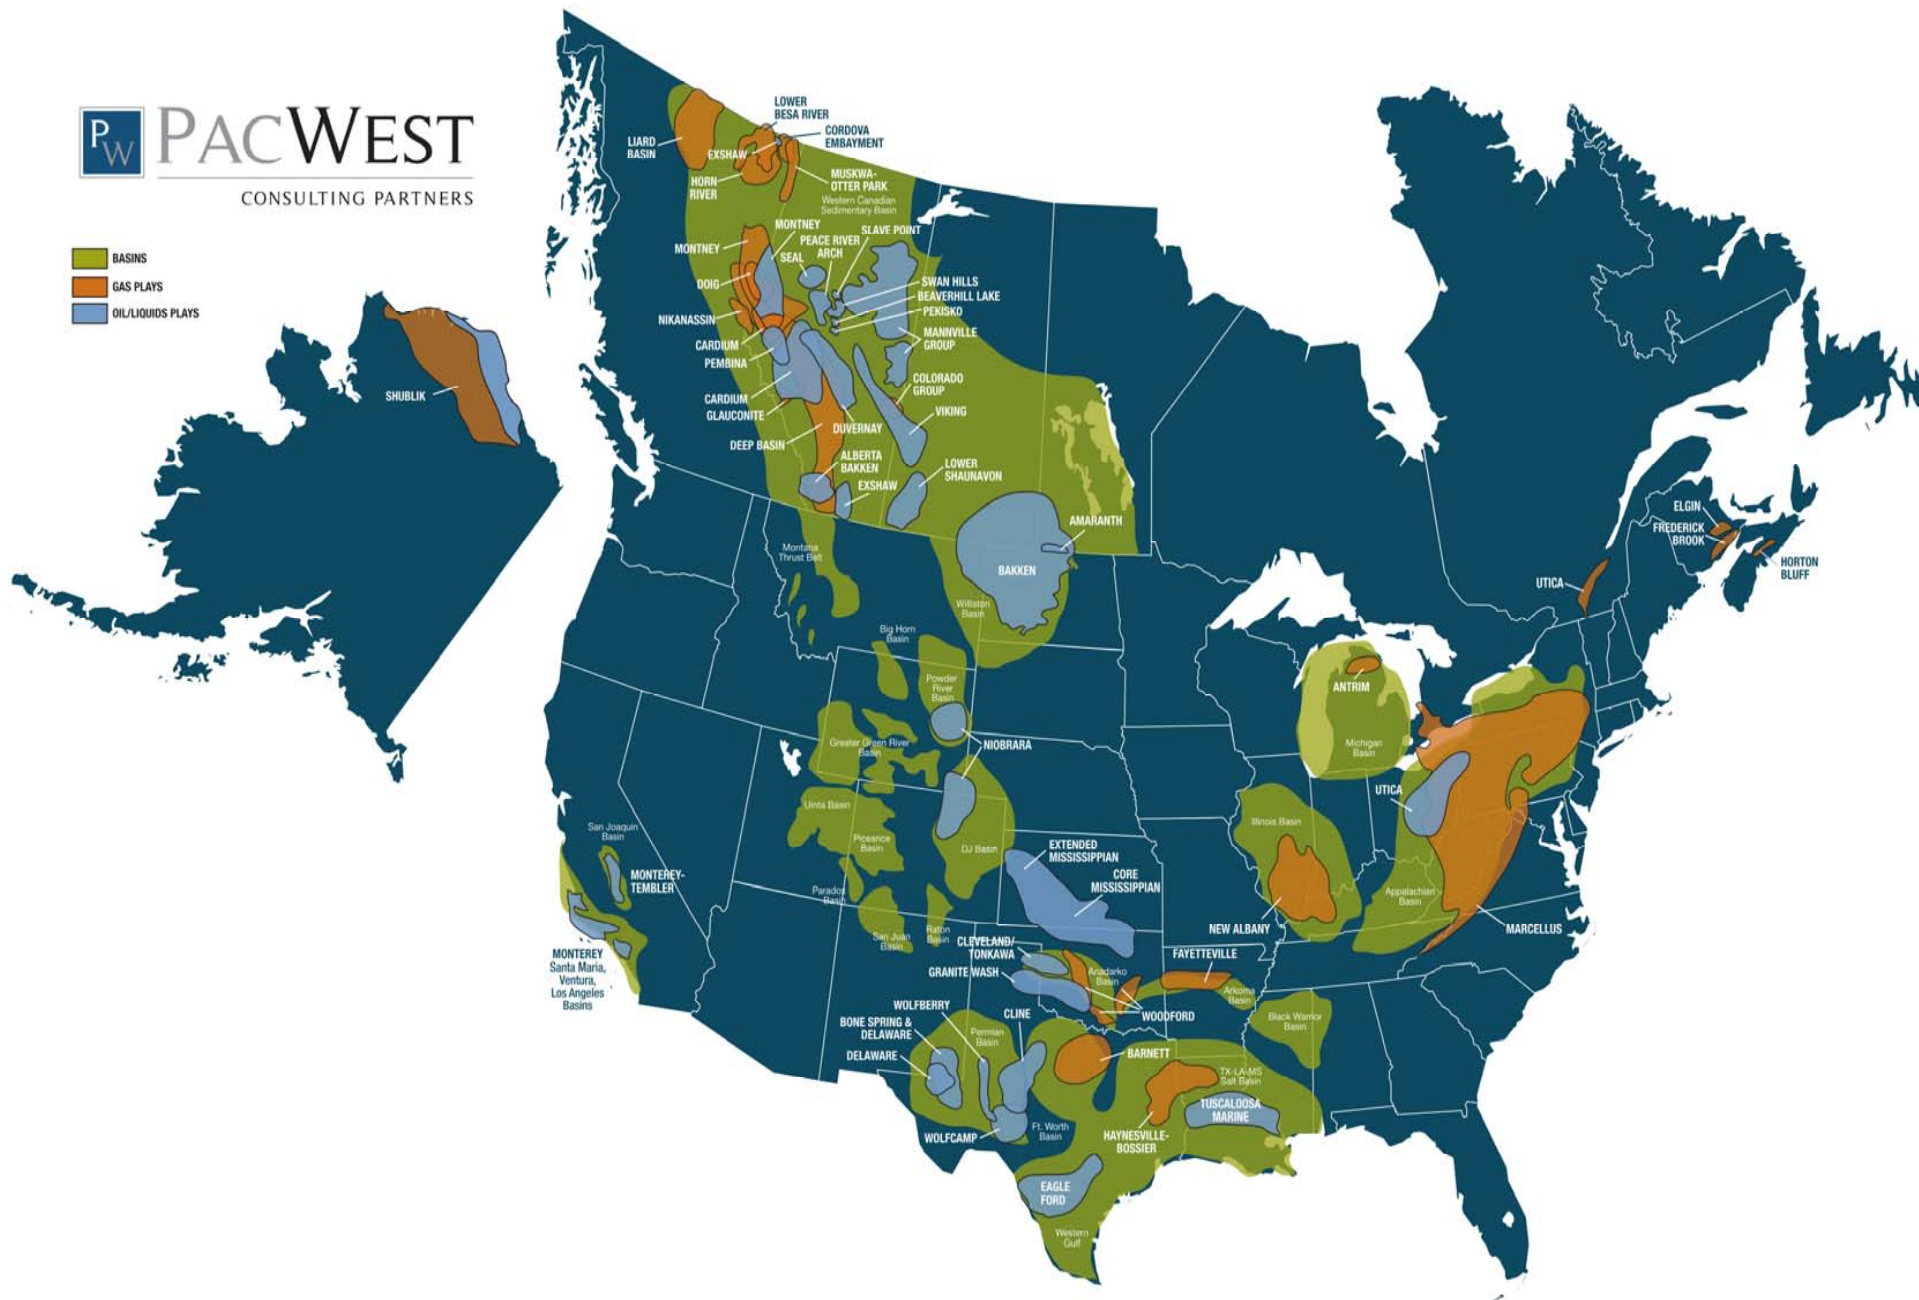 PW
PACWEST
CONSULTING PARTNERS
BASINS
GAS PLAYS
OIL/LIQUIDS PLAYS
SHUBLIK
LIARD
BASIN
LOWER
BESA RIVER
CORDOVA
EMBAYMENT
EXSHAW
HORN
RIVER
MUSKWA-
OTTER PARK
Western Canadian
Sedimentary Basin
MONTNEY
MONTNEY
PEACE RIVER
ARCH
SLAVE POINT
SEAL
DOIG
SWAN HILLS
BEAVERHILL LAKE
PEKISKO
NIKANASSIN
MANNVILLE
GROUP
CARDIUM
PEMBINA
COLORADO
GROUP
CARDIUM
GLAUCONITE
VIKING
DUVERNAY
DEEP BASIN
ALBERTA
BAKKEN
LOWER
SHAUNAVON
EXSHAW
AMARANTH
BAKKEN
Montana
Thrust Belt
Williston
Basin
Big Horn
Basin
Powder
River
Basin
NIOBRARA
Greater Green River
Basin
Uinta Basin
Piceance
Basin
DJ Basin
Paradox
Basin
San Juan
Basin
Raton
Basin
San Joaquin
Basin
MONTEREY-
TEMBLER
MONTEREY
Santa Maria,
Ventura,
Los Angeles
Basins
EXTENDED
MISSISSIPPIAN
CORE
MISSISSIPPIAN
CLEVELAND/
TONKAWA
GRANITE WASH
Anadarko
Basin
FAYETTEVILLE
Arkoma
Basin
WOODFORD
WOLFBERRY
CLINE
BONE SPRING &
DELAWARE
Permian
Basin
DELAWARE
BARNETT
WOLFCAMP
Ft. Worth
Basin
HAYNESVILLE-
BOSSIER
TX-LA-MS
Salt Basin
TUSCALOOSA
MARINE
Black Warrior
Basin
EAGLE
FORD
Western
Gulf
ELGIN
FREDERICK
BROOK
HORTON
BLUFF
UTICA
ANTRIM
Michigan
Basin
UTICA
Illinois Basin
NEW ALBANY
Appalachian
Basin
MARCELLUS